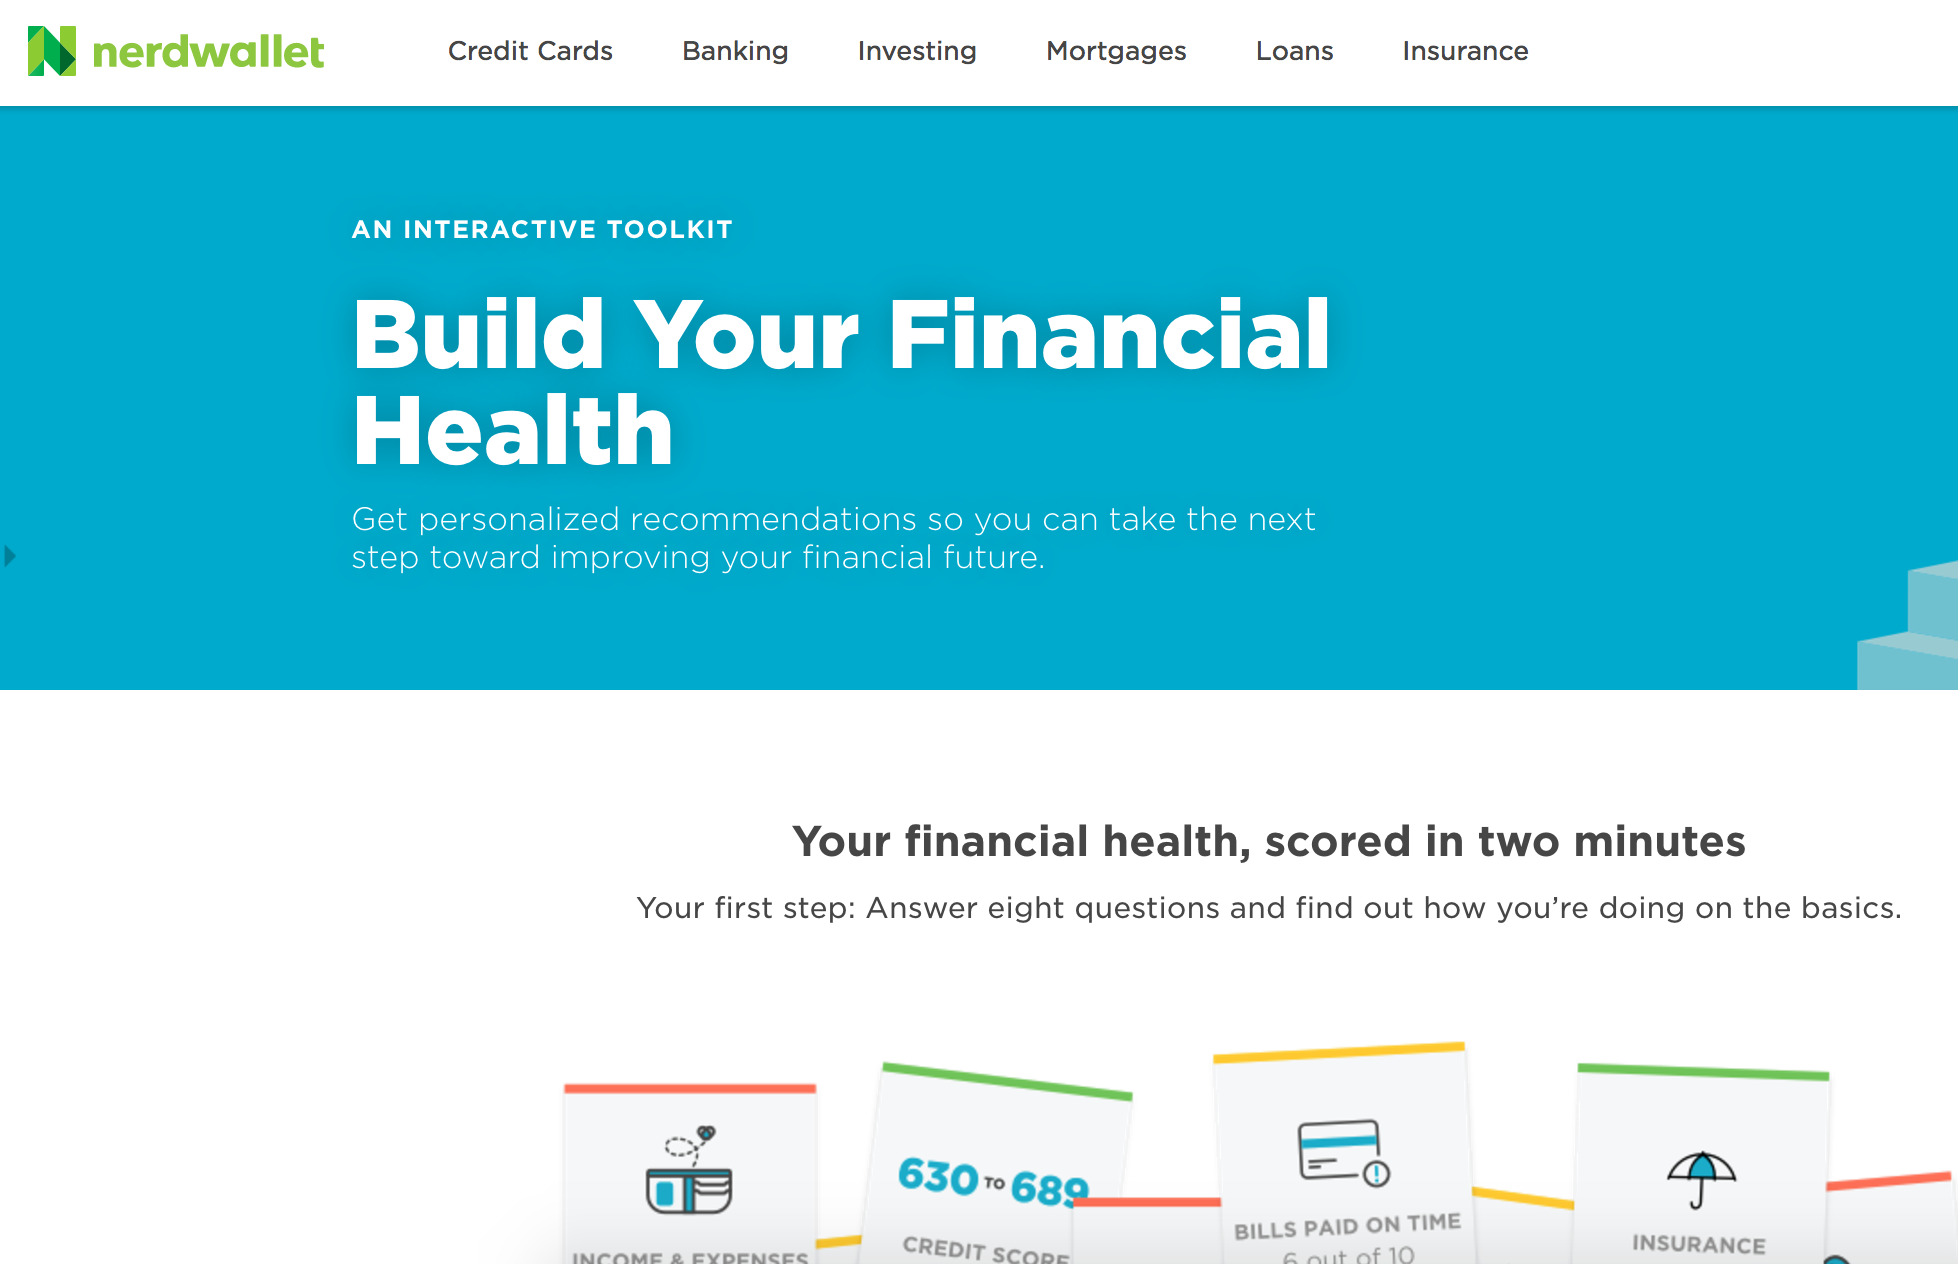 nerdwallet
Credit Cards
Banking
Investing
Mortgages
Loans
Insurance
AN INTERACTIVE TOOLKIT
Build Your Financial
Health
Get personalized recommendations so you can take the next
step toward improving your financial future.
Your financial health, scored in two minutes
Your first step: Answer eight questions and find out how you’re doing on the basics.
INCOME & EXPENSES
630 TO 689
CREDIT SCORE
BILLS PAID ON TIME
6 out of 10
INSURANCE